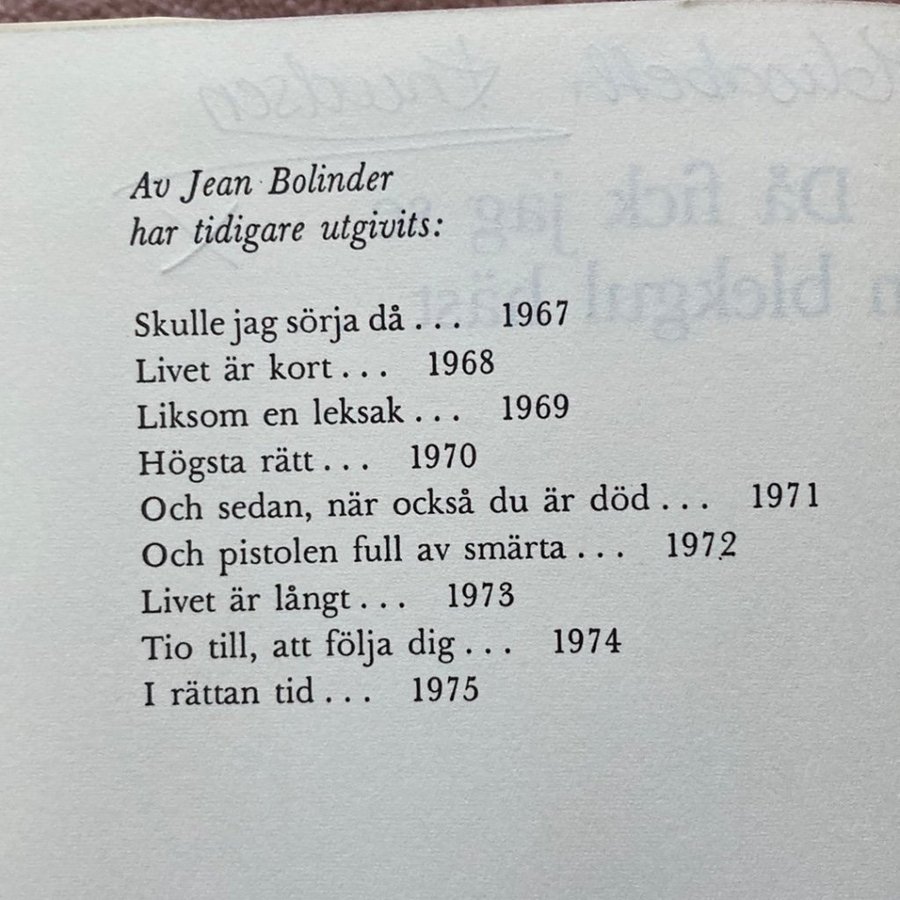 Av Jean Bolinder
har tidigare utgivits:
Skulle jag sörja då... 1967
Livet är kort... 1968
Liksom en leksak... 1969
Högsta rätt... 1970
Och sedan, när också du är död... 1971
Och pistolen full av smärta... 1972
Livet är långt... 1973
Tio till, att följa dig... 1974
I rättan tid... 1975